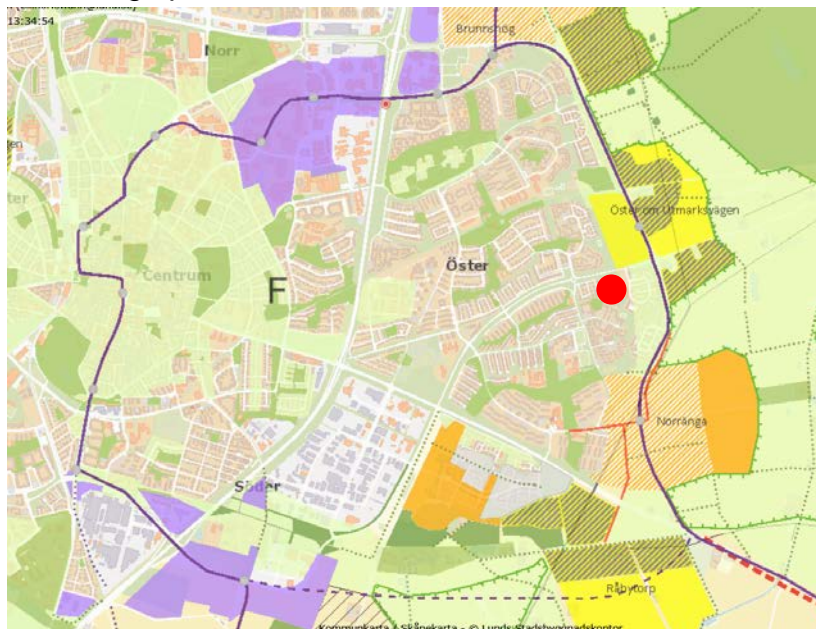 13:34:54
Norr
Brunnshög
Öster om Utmarksvägen
Centrum
Öster
F
Norränga
Söder
Råbytorp
Kommunkarta / Skånekarta - © Lunds Stadsbyggnadskontor